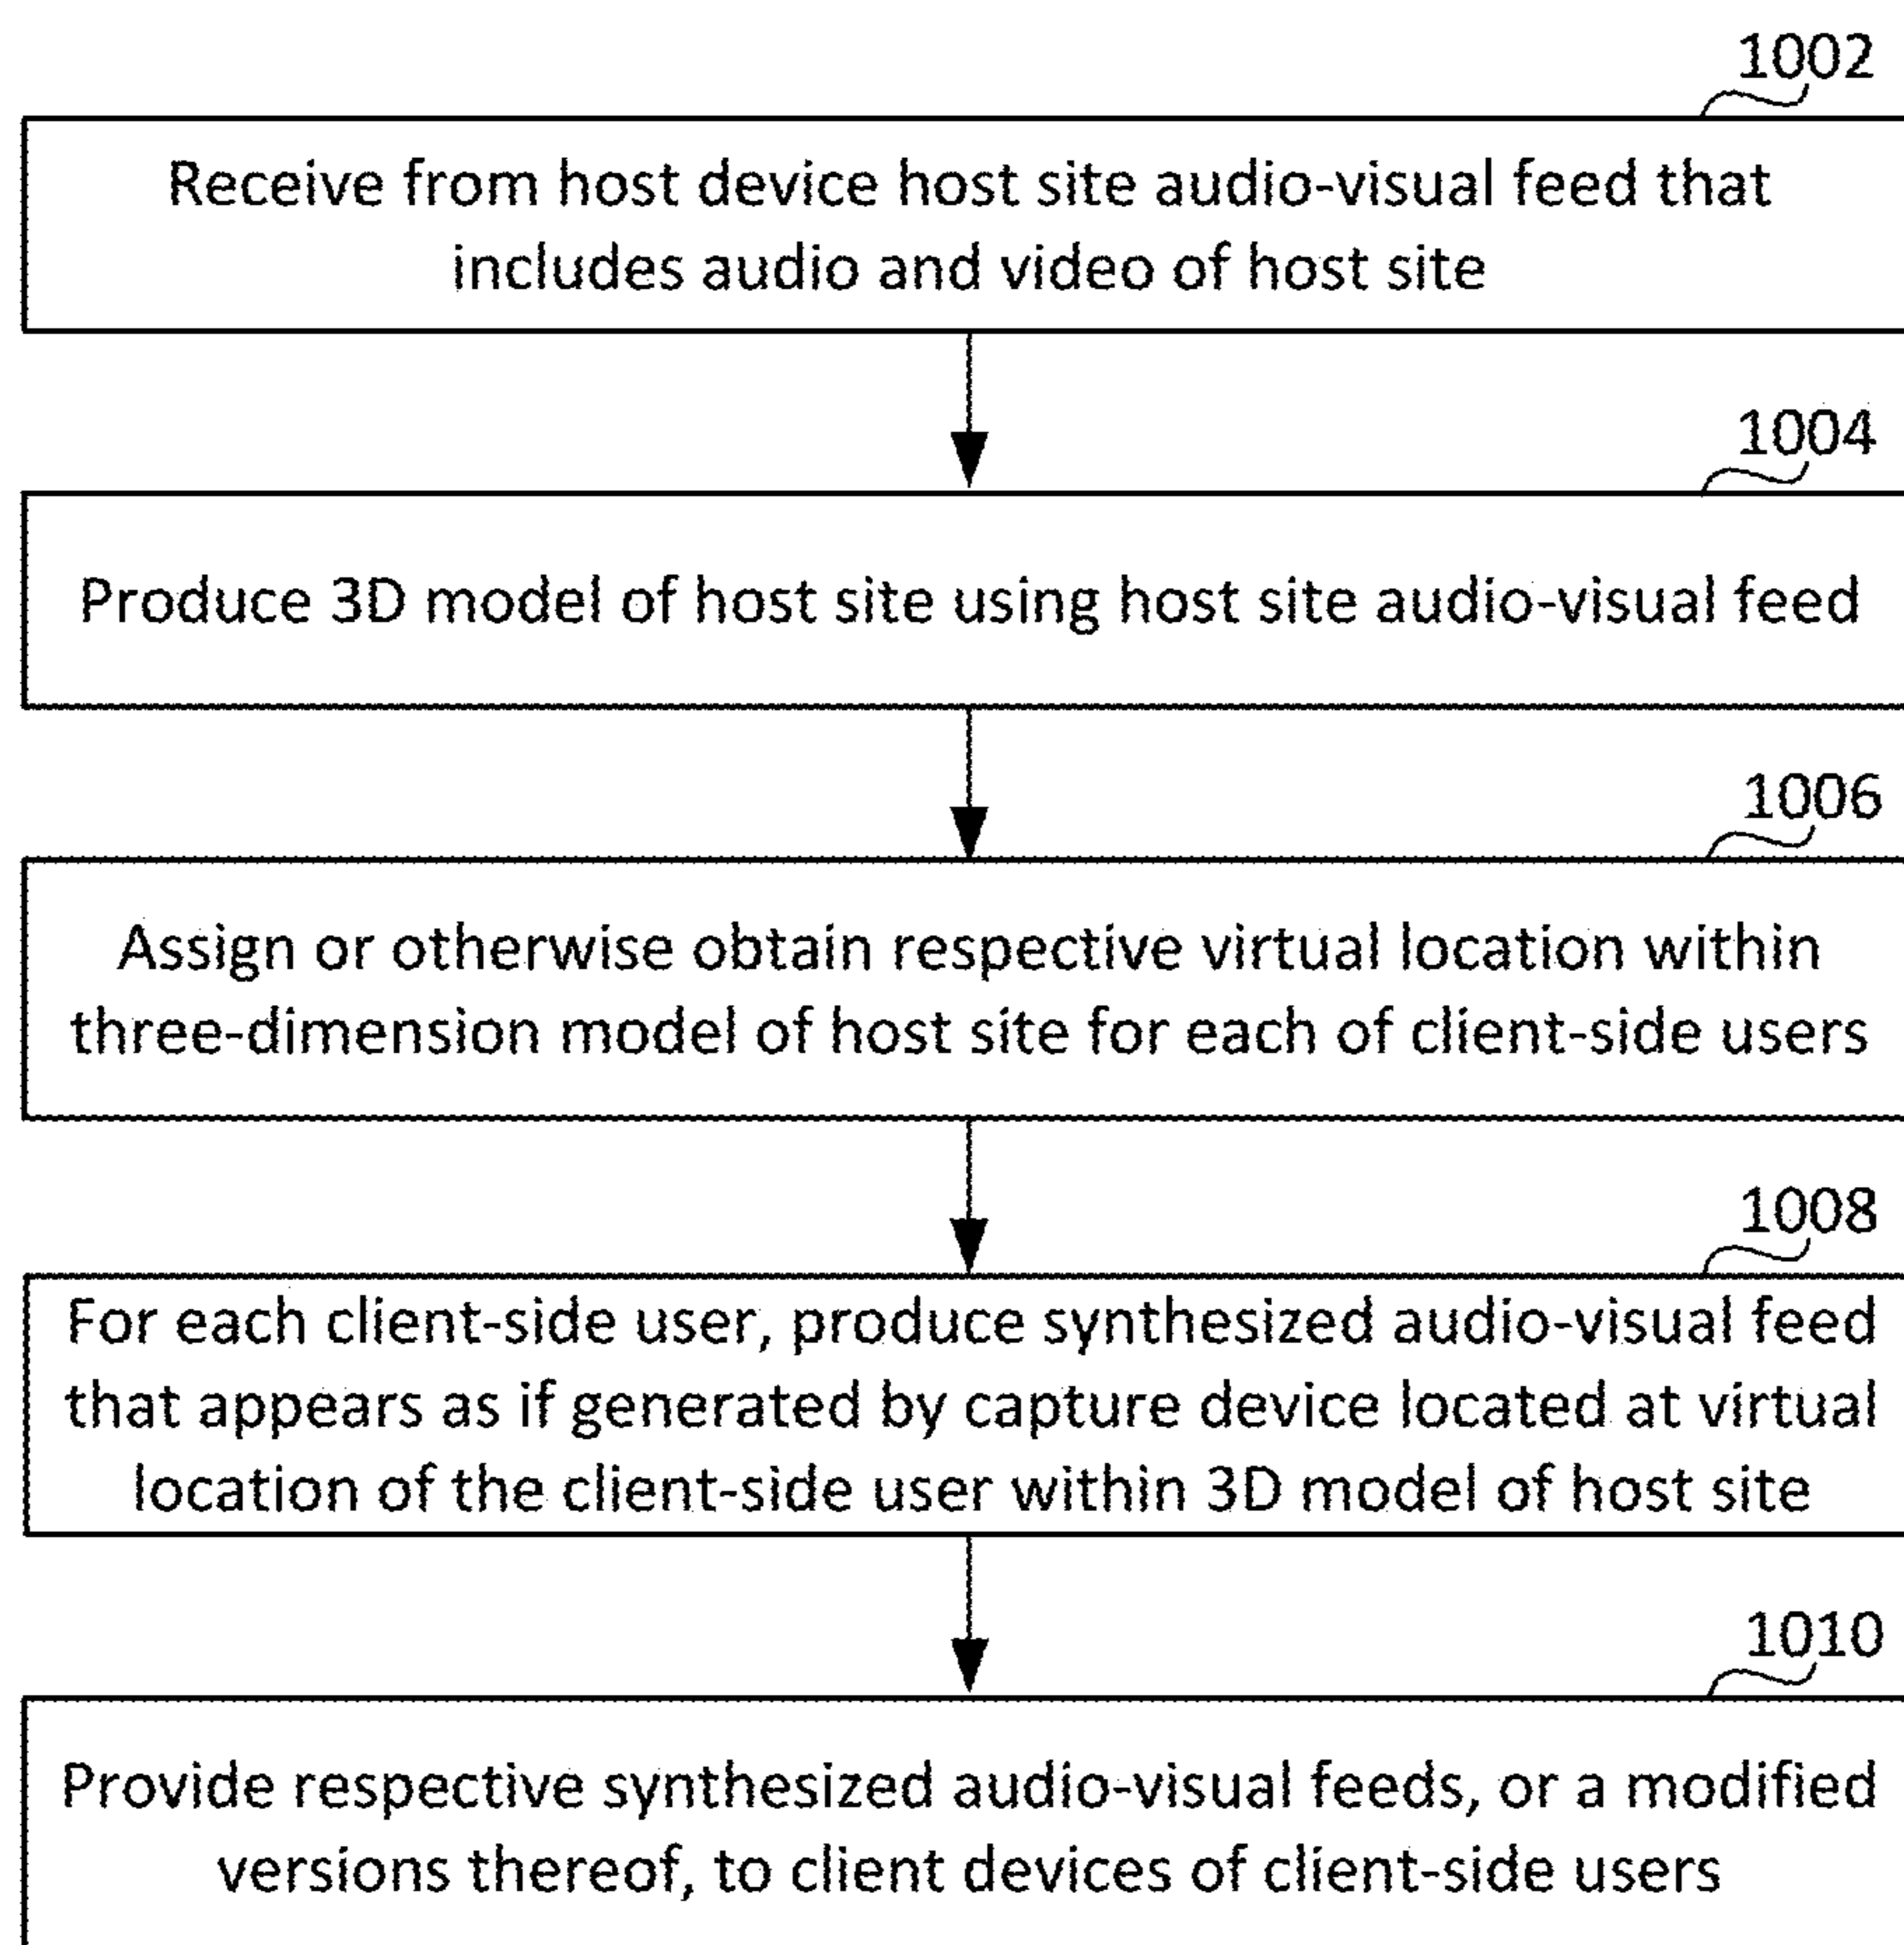 1002
Receive from host device host site audio-visual feed that
includes audio and video of host site
1004
Produce 3D model of host site using host site audio-visual feed
1006
Assign or otherwise obtain respective virtual location within
three-dimension model of host site for each of client-side users
1008
For each client-side user, produce synthesized audio-visual feed
that appears as if generated by capture device located at virtual
location of the client-side user within 3D model of host site
1010
Provide respective synthesized audio-visual feeds, or a modified
versions thereof, to client devices of client-side users